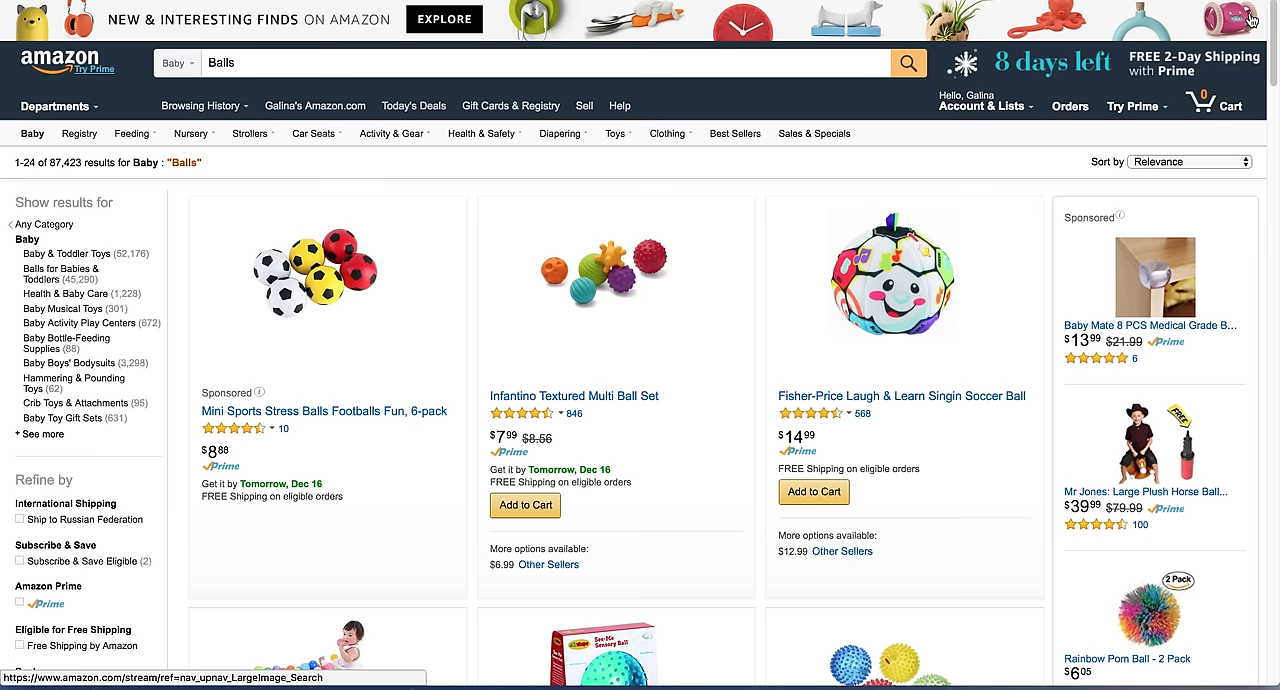 NEW & INTERESTING FINDS ON AMAZON EXPLORE
amazon
Try Prime
Baby
Balls
8 days left
FREE 2-Day Shipping
with Prime
Departments
Browsing History
Galina's Amazon.com
Today's Deals
Gift Cards & Registry
Sell
Help
Hello, Galina
Account & Lists
Orders
Try Prime
0
Cart
Baby
Registry
Feeding
Nursery
Strollers
Car Seats
Activity & Gear
Health & Safety
Diapering
Toys
Clothing
Best Sellers
Sales & Specials
1-24 of 87,423 results for Baby : "Balls"
Sort by Relevance
Show results for
Any Category
Baby
Baby & Toddler Toys (52,176)
Balls for Babies &
Toddlers (45,290)
Health & Baby Care (1,228)
Baby Musical Toys (301)
Baby Activity Play Centers (672)
Baby Bottle-Feeding
Supplies (88)
Baby Boys' Bodysuits (3,298)
Hammering & Pounding
Toys (62)
Crib Toys & Attachments (95)
Baby Toy Gift Sets (631)
+ See more
Refine by
International Shipping
Ship to Russian Federation
Subscribe & Save
Subscribe & Save Eligible (2)
Amazon Prime
Prime
Eligible for Free Shipping
Free Shipping by Amazon
Sponsored
Mini Sports Stress Balls Footballs Fun, 6-pack
10
$8 88
Prime
Get it by Tomorrow, Dec 16
FREE Shipping on eligible orders
Infantino Textured Multi Ball Set
846
$7 99 $8.56
Prime
Get it by Tomorrow, Dec 16
FREE Shipping on eligible orders
Add to Cart
More options available:
$6.99 Other Sellers
Fisher-Price Laugh & Learn Singin Soccer Ball
568
$14 99
Prime
FREE Shipping on eligible orders
Add to Cart
More options available:
$12.99 Other Sellers
Sponsored
Baby Mate 8 PCS Medical Grade B...
$13 99 $21.99 Prime
6
FREE
Mr Jones: Large Plush Horse Ball...
$39 99 $79.99 Prime
100
2 Pack
Rainbow Pom Ball - 2 Pack
$6 05
See-Me
Sensory Ball
https://www.amazon.com/stream/ref=nav_upnav_LargeImage_Search